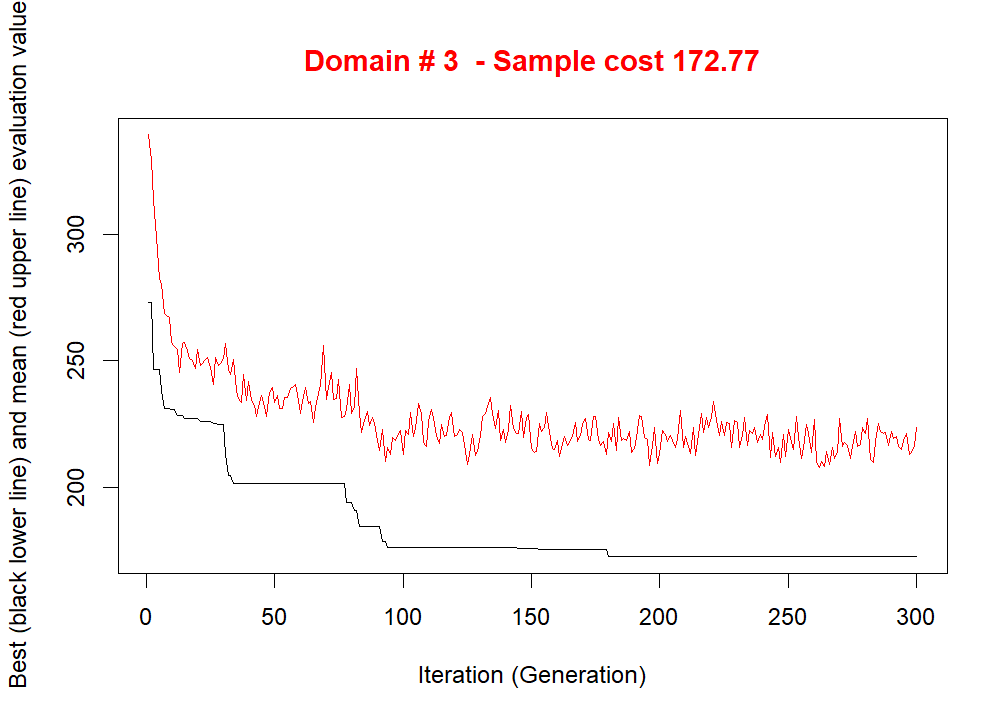 Domain # 3  - Sample cost 172.77
Best (black lower line) and mean (red upper line) evaluation value
300
250
200
0 50 100 150 200 250 300
Iteration (Generation)